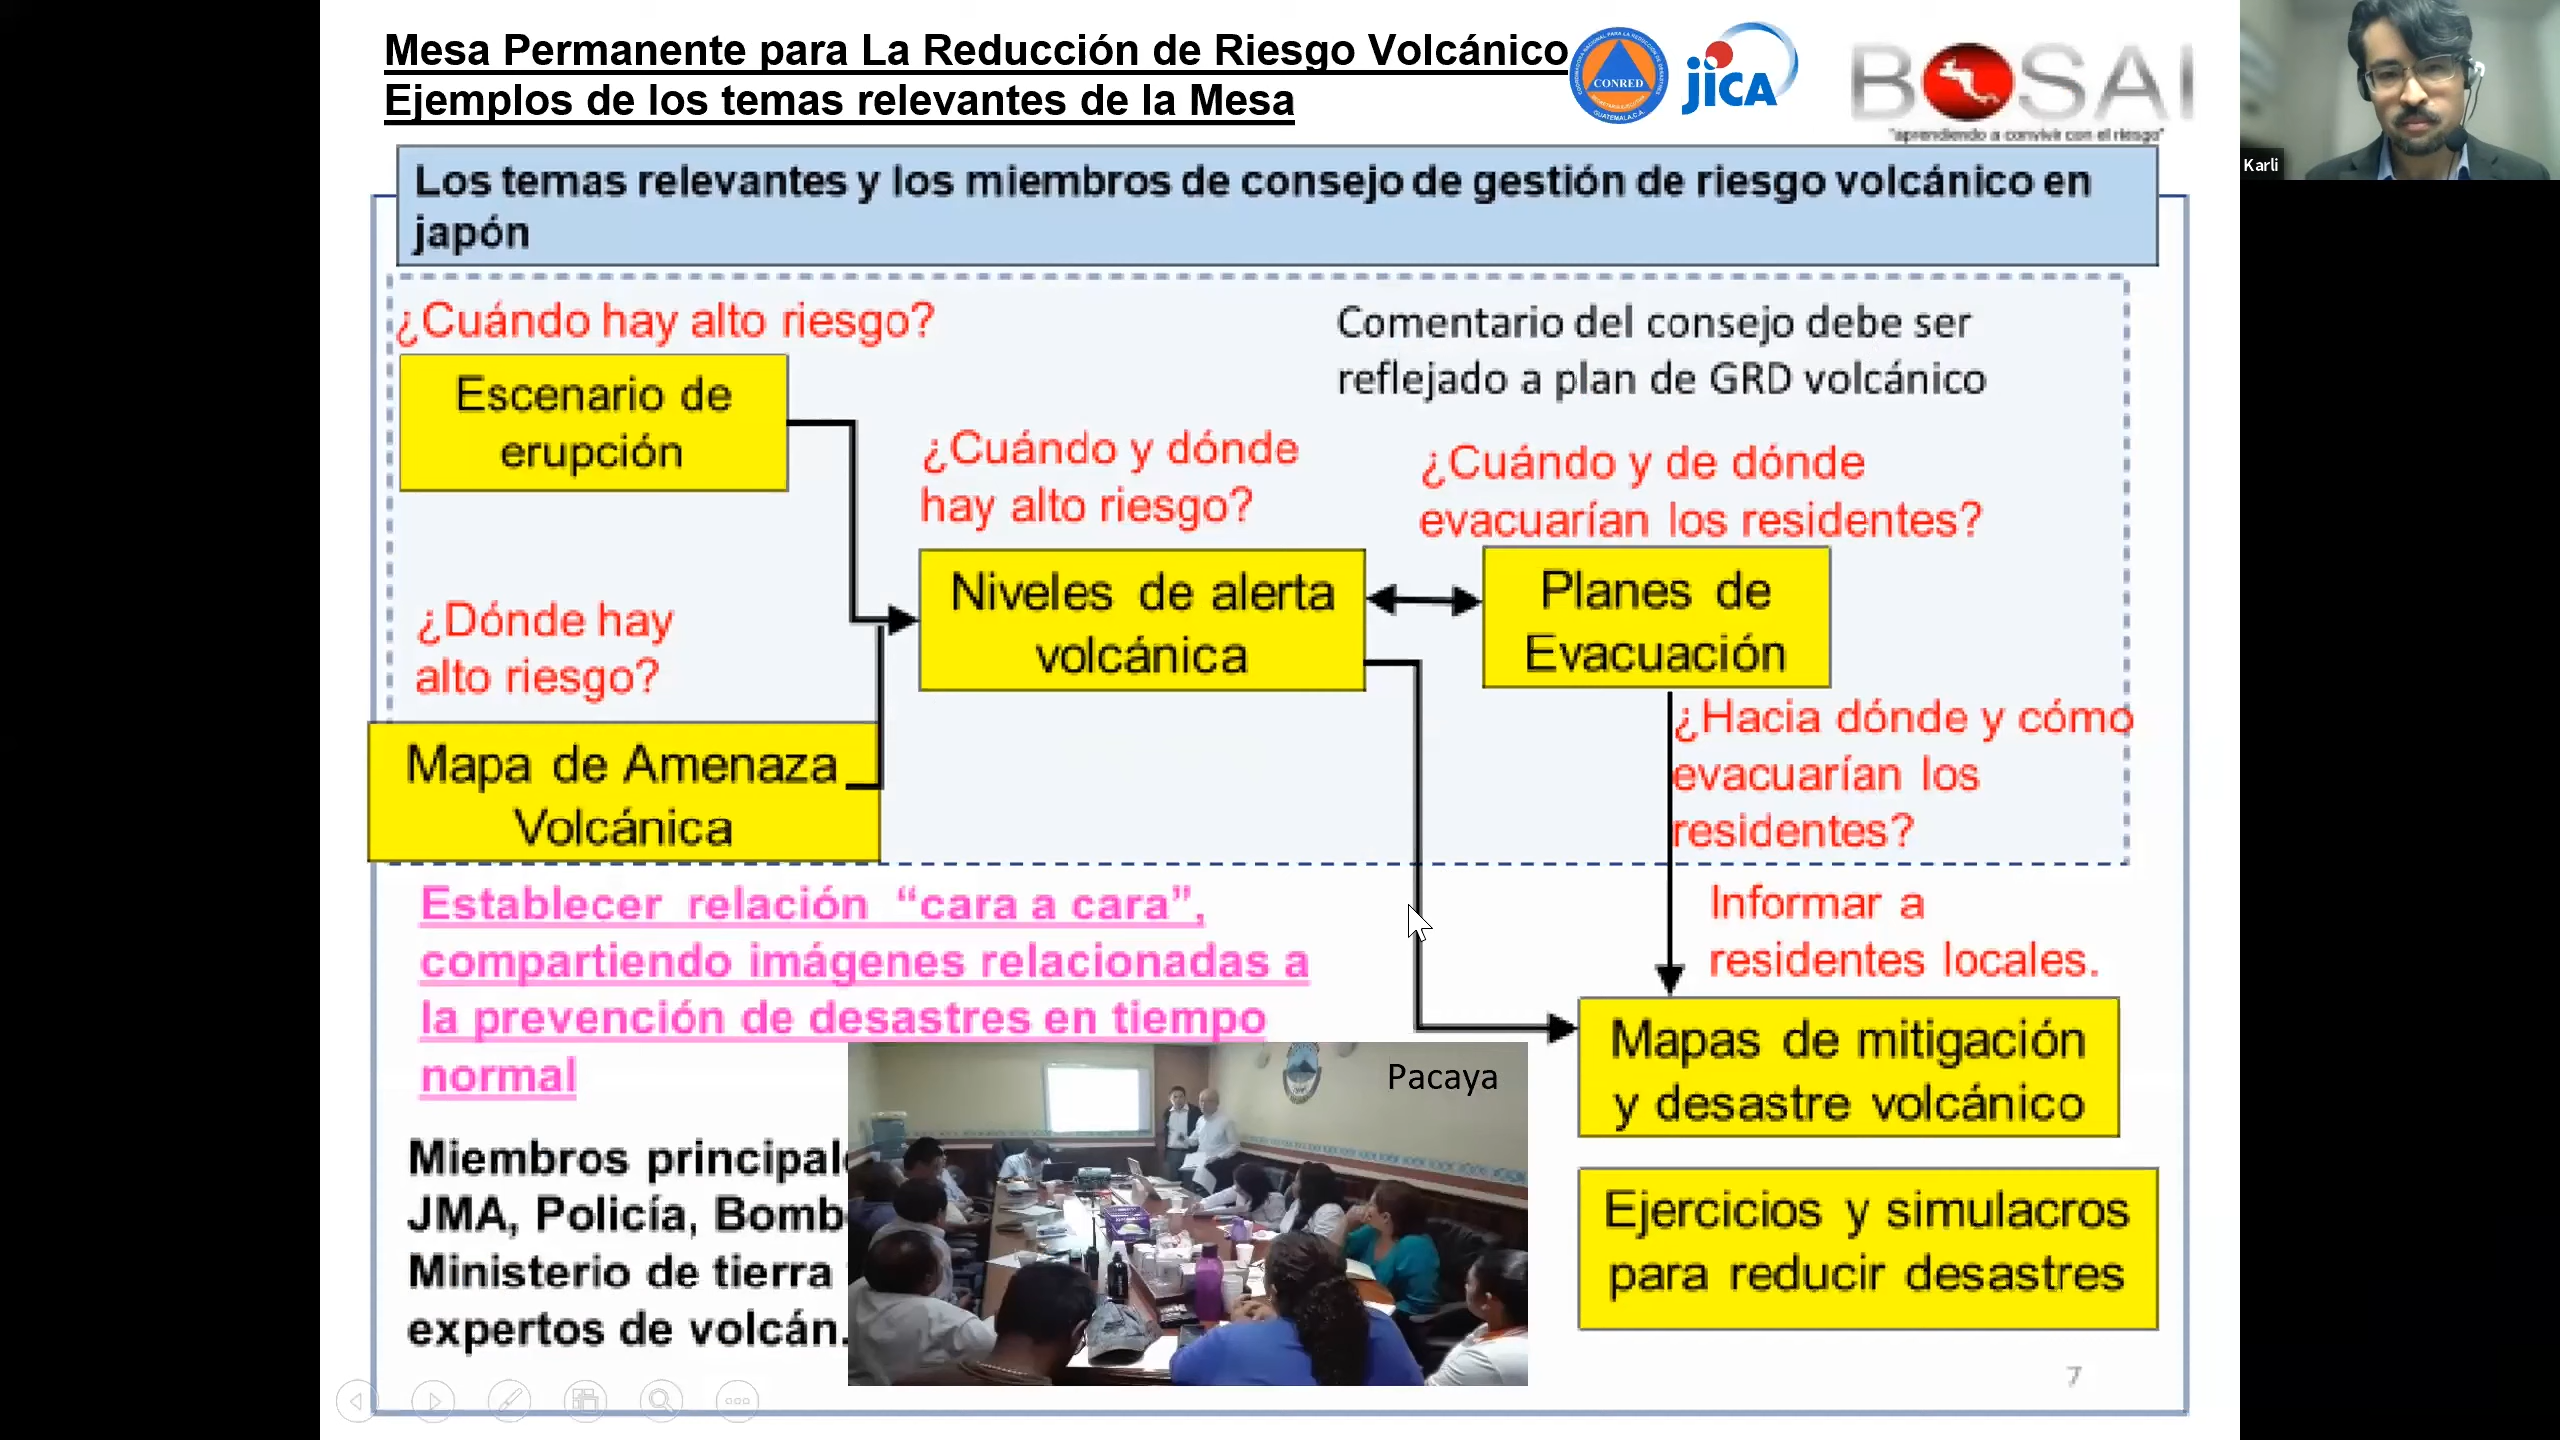 Mesa Permanente para La Reducción de Riesgo Volcánico
Ejemplos de los temas relevantes de la Mesa
CONRED
GUATEMALA, C.A.
JICA
BOSAI
"aprendiendo a convivir con el riesgo"
Karli
Los temas relevantes y los miembros de consejo de gestión de riesgo volcánico en
japón
¿Cuándo hay alto riesgo?
Escenario de
erupción
Comentario del consejo debe ser
reflejado a plan de GRD volcánico
¿Cuándo y dónde
hay alto riesgo?
¿Cuándo y de dónde
evacuarían los residentes?
¿Dónde hay
alto riesgo?
Niveles de alerta
volcánica
Planes de
Evacuación
Mapa de Amenaza
Volcánica
¿Hacia dónde y cómo
evacuarían los
residentes?
Establecer relación “cara a cara”,
compartiendo imágenes relacionadas a
la prevención de desastres en tiempo
normal
Informar a
residentes locales.
Mapas de mitigación
y desastre volcánico
Pacaya
Miembros principal
JMA, Policía, Bomb
Ministerio de tierra
expertos de volcán.
Ejercicios y simulacros
para reducir desastres
7